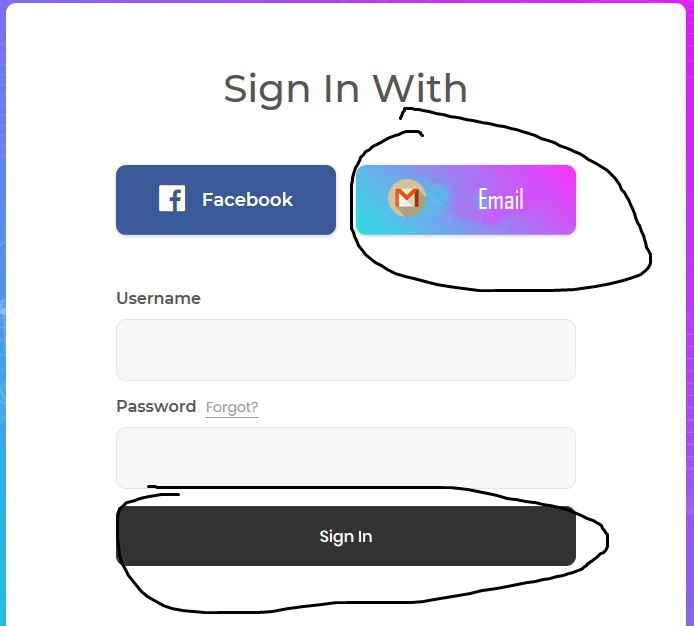 Sign In With
Facebook
Email
Username
Password Forgot?
Sign In